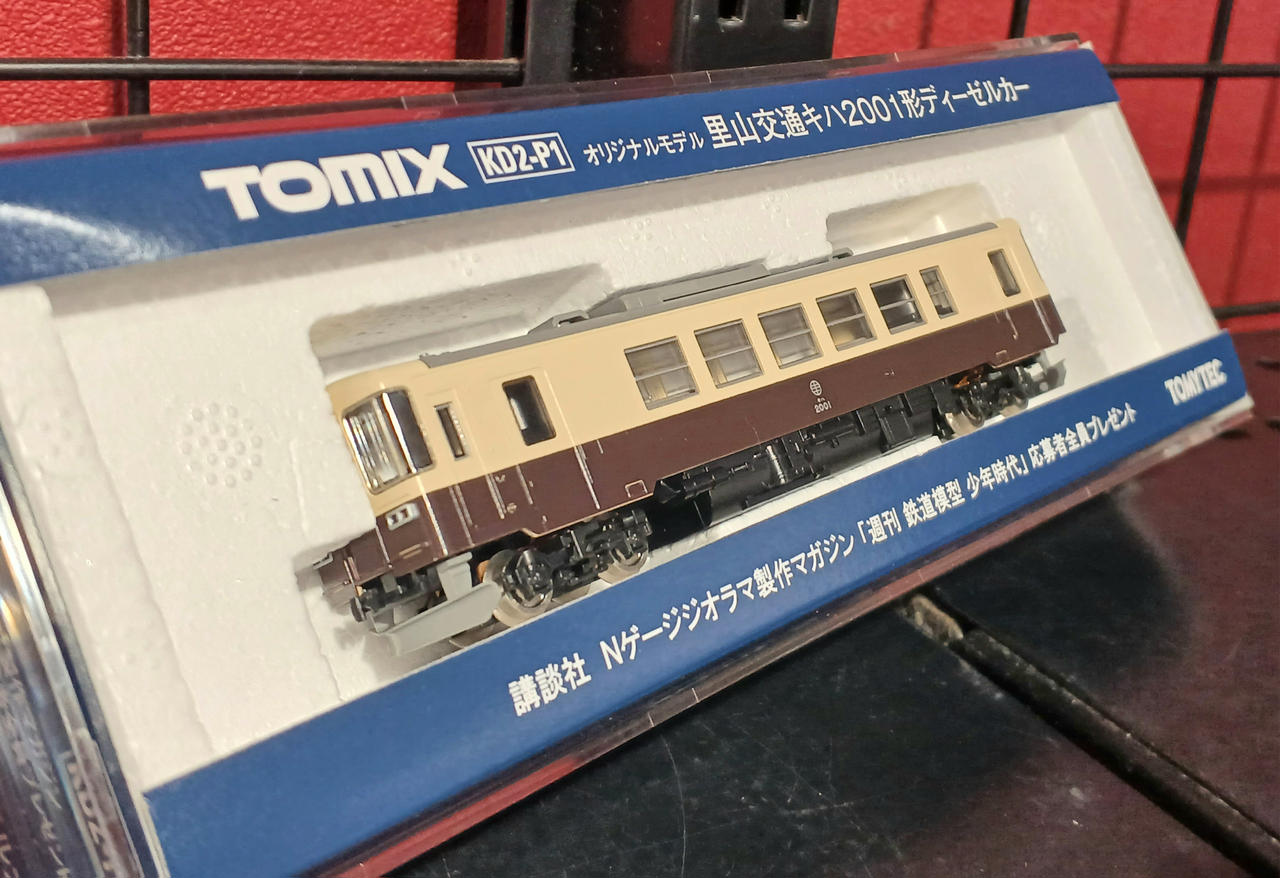 TOMIX KD2-P1 オリジナルモデル 里山交通キハ2001形ディーゼルカー
キハ
2001
TOMYTEC
講談社 Nゲージジオラマ製作マガジン「週刊 鉄道模型 少年時代」応募者全員プレゼント